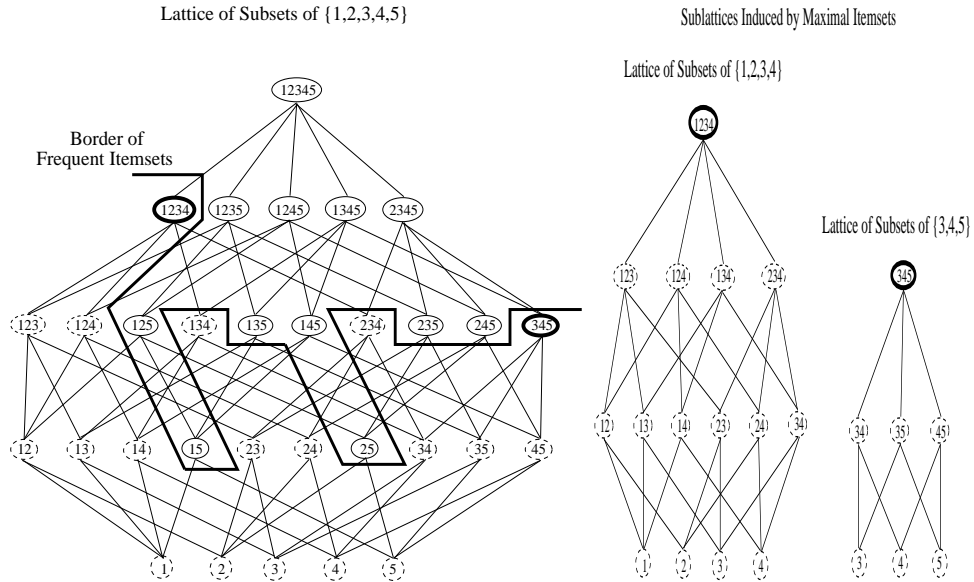 Lattice of Subsets of {1,2,3,4,5}
12345
Border of
Frequent Itemsets
1234 1235 1245 1345 2345
123 124 125 134 135 145 234 235 245 345
12 13 14 15 23 24 25 34 35 45
1 2 3 4 5
Sublattices Induced by Maximal Itemsets
Lattice of Subsets of {1,2,3,4}
1234
123 124 134 234
12 13 14 23 24 34
1 2 3 4
Lattice of Subsets of {3,4,5}
345
34 35 45
3 4 5